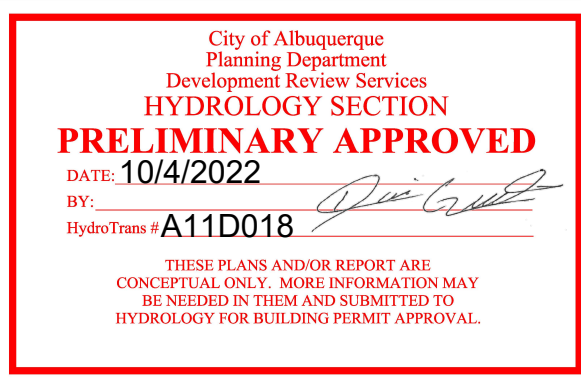 City of Albuquerque
Planning Department
Development Review Services
HYDROLOGY SECTION
PRELIMINARY APPROVED
DATE: 10/4/2022
BY:
HydroTrans # A11D018
THESE PLANS AND/OR REPORT ARE
CONCEPTUAL ONLY. MORE INFORMATION MAY
BE NEEDED IN THEM AND SUBMITTED TO
HYDROLOGY FOR BUILDING PERMIT APPROVAL.